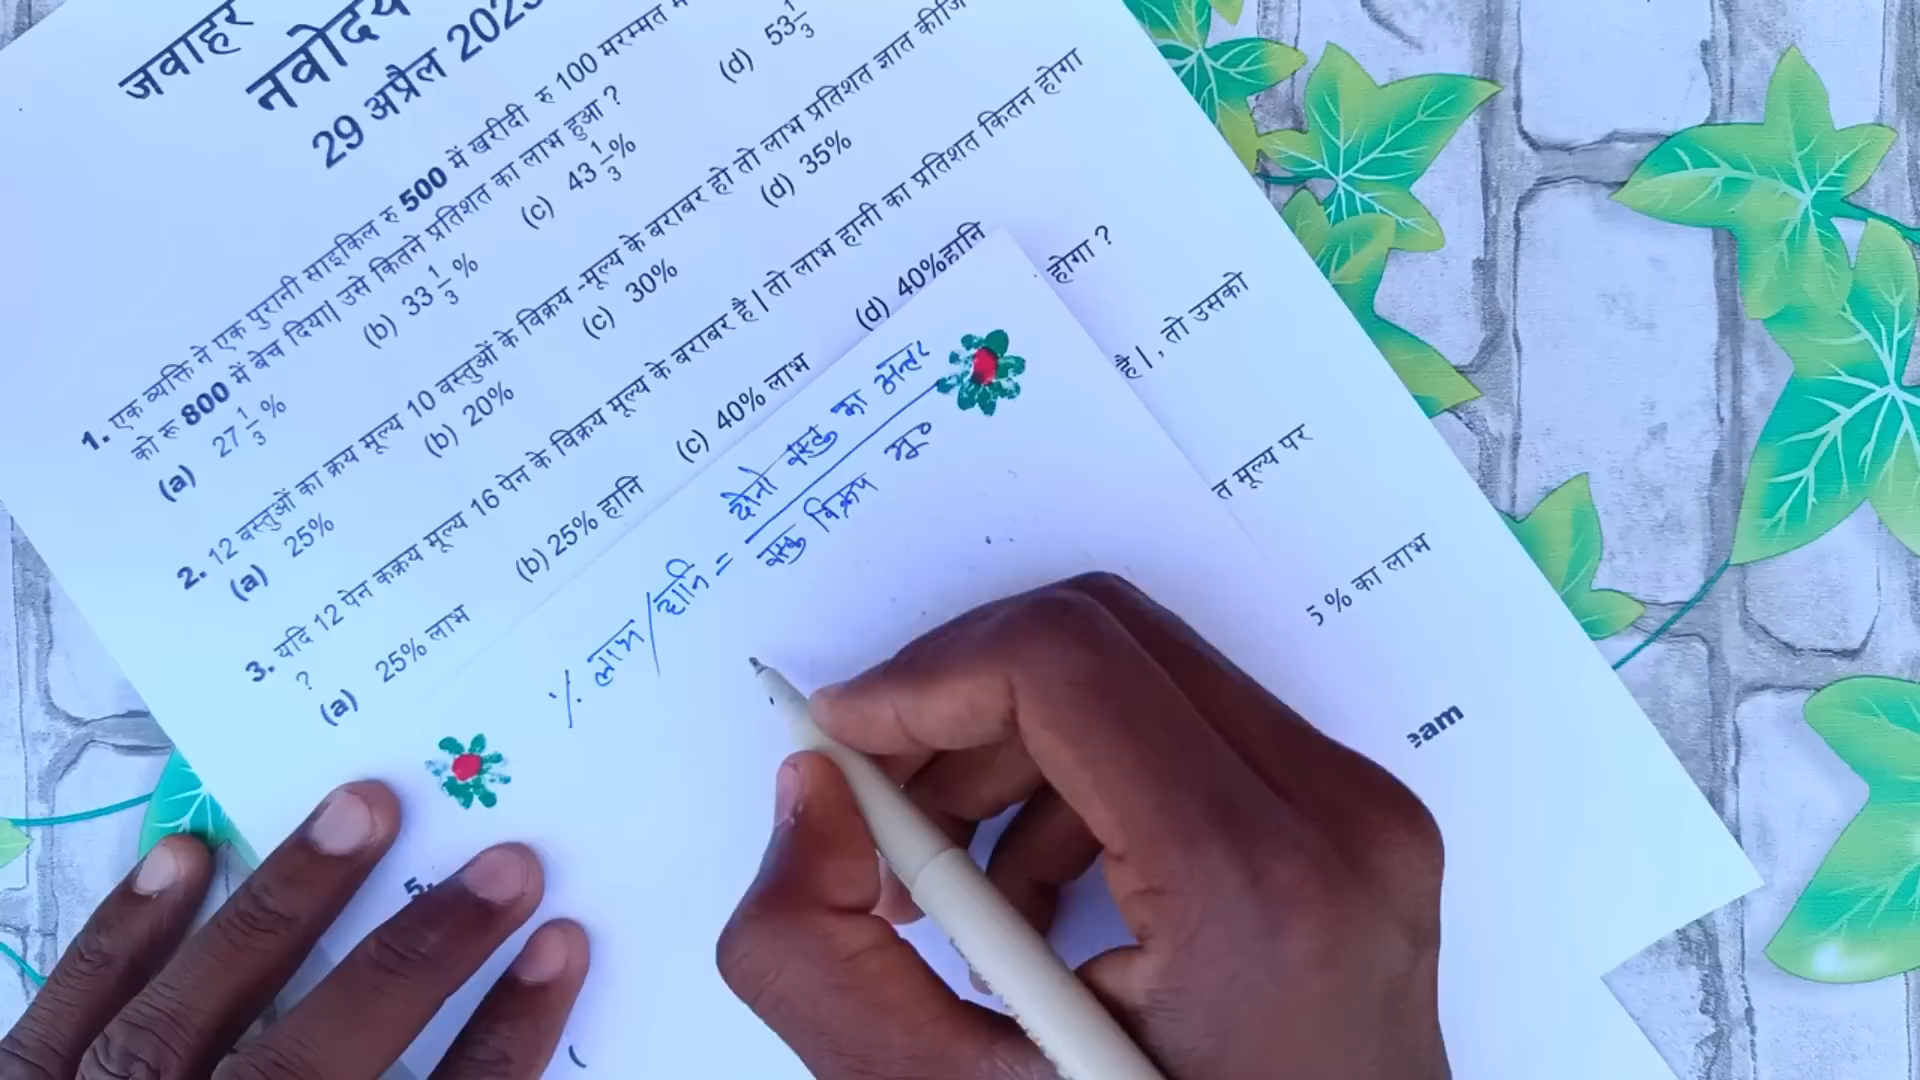 जवाहर
नवोदय
29 अप्रैल 2023
1. एक व्यक्ति ने एक पुरानी साइकिल रु 500 में खरीदी रु 100 मरम्मत
को रू 800 में बेच दिया| उसे कितने प्रतिशत का लाभ हुआ ?
(a) 27 1/3 % (b) 33 1/3 % (c) 43 1/3 % (d) 53 1/3
2. 12 वस्तुओं का क्रय मूल्य 10 वस्तुओं के विक्रय -मूल्य के बराबर हो तो लाभ प्रतिशत ज्ञात
(a) 25% (b) 20% (c) 30% (d) 35%
3. यदि 12 पेन कक्रय मूल्य 16 पेन के विक्रय मूल्य के बराबर है | तो लाभ हानी का प्रतिशत कितन होगा
?
(a) 25% लाभ (b) 25% हानि (c) 40% लाभ (d) 40%हानि
होगा ?
है | , तो उसको
त मूल्य पर
5 % का लाभ
5.
eam
% लाभ/हानि = दोनो वस्तु का अन्तर
वस्तु विक्रय मू०